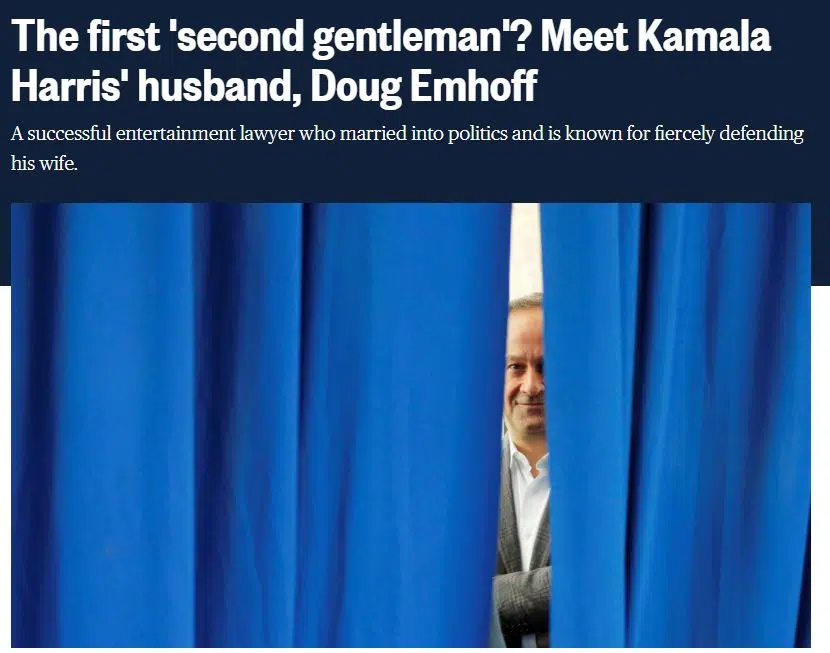 The first 'second gentleman'? Meet Kamala
Harris' husband, Doug Emhoff
A successful entertainment lawyer who married into politics and is known for fiercely defending
his wife.